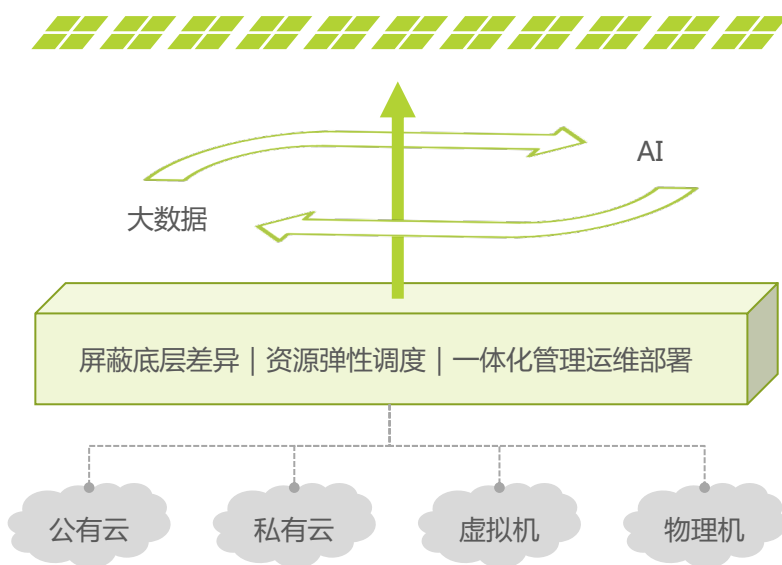 AI
大数据
屏蔽底层差异 | 资源弹性调度 | 一体化管理运维部署
公有云
私有云
虚拟机
物理机